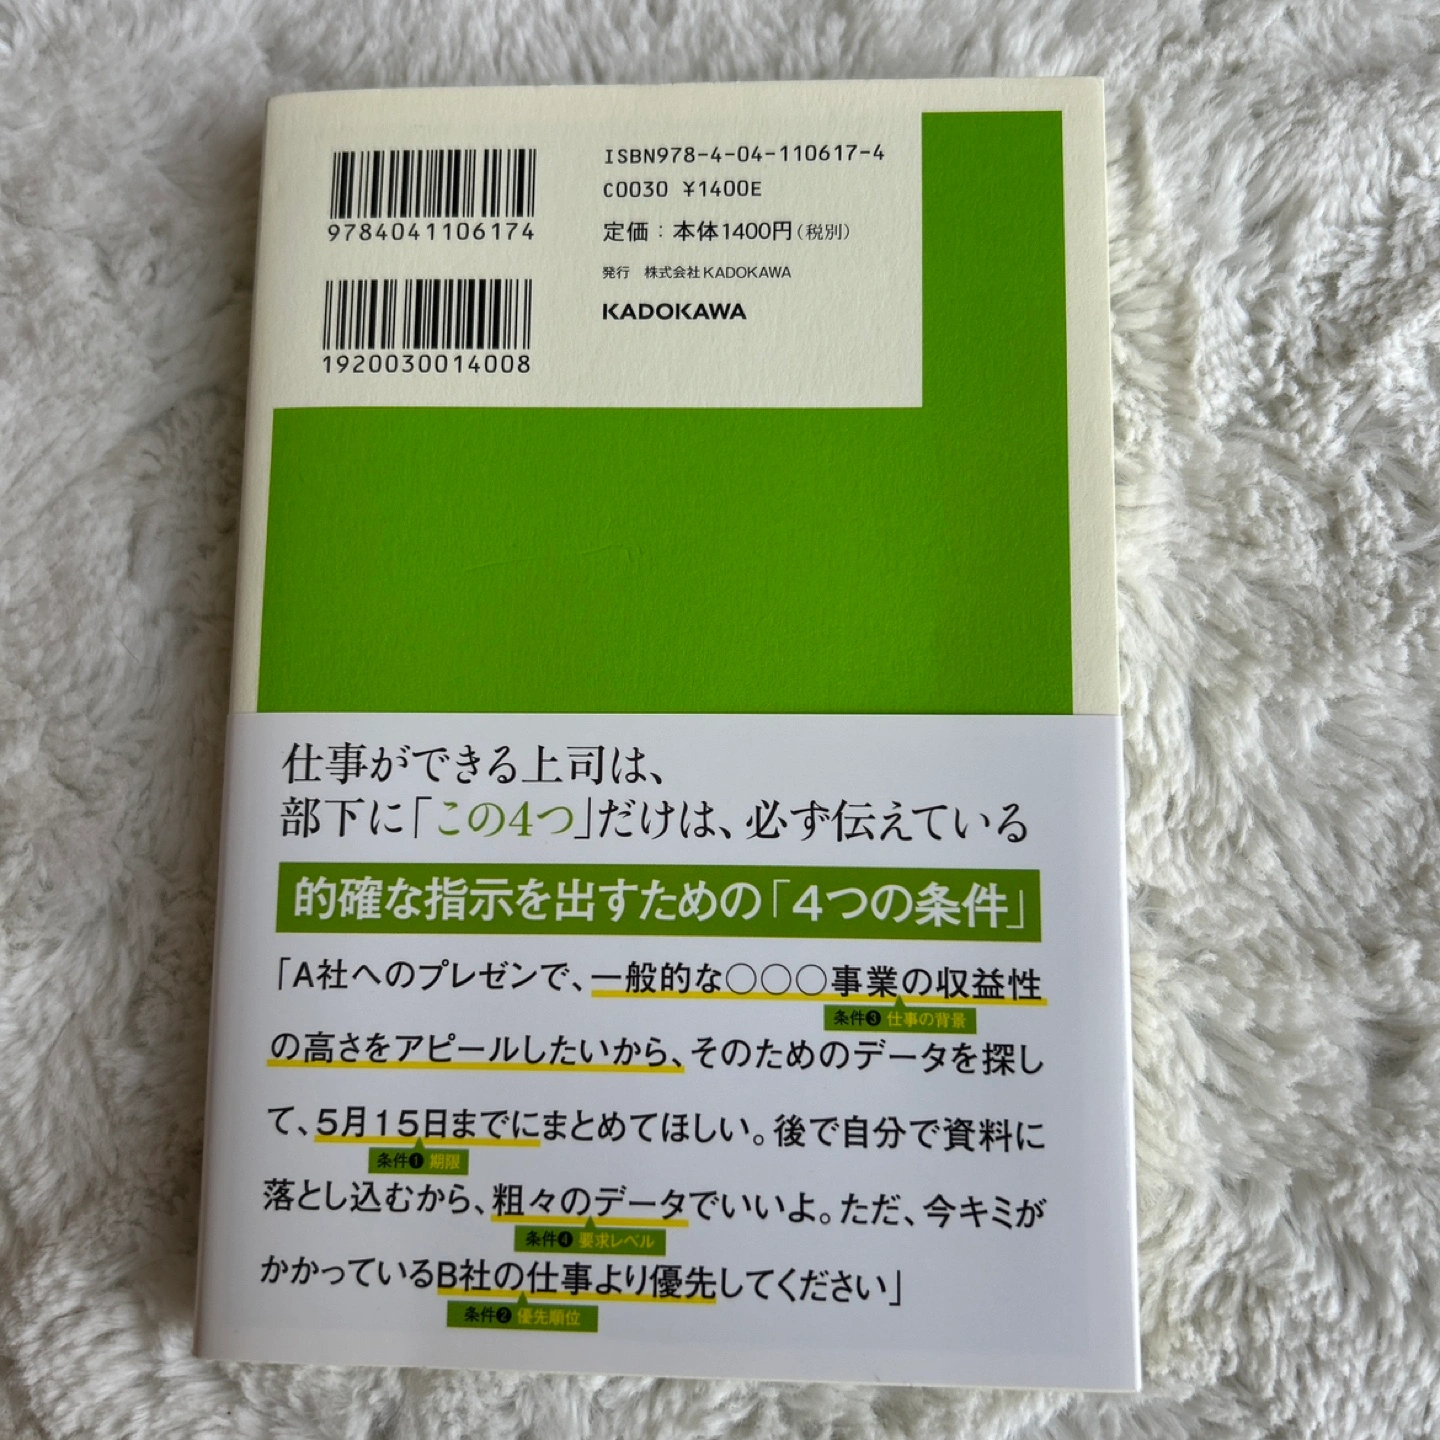 9784041106174
1920030014008
ISBN978-4-04-110617-4
C0030 ¥1400E
定価：本体1400円（税別）
発行　株式会社KADOKAWA
KADOKAWA
仕事ができる上司は、
部下に「この4つ」だけは、必ず伝えている
的確な指示を出すための「4つの条件」
「A社へのプレゼンで、一般的な○○○事業の収益性
条件❸ 仕事の背景
の高さをアピールしたいから、そのためのデータを探し
て、5月15日までにまとめてほしい。後で自分で資料に
条件❶ 期限
落とし込むから、粗々のデータでいいよ。ただ、今キミが
条件❹ 要求レベル
かかっているB社の仕事より優先してください」
条件❷ 優先順位